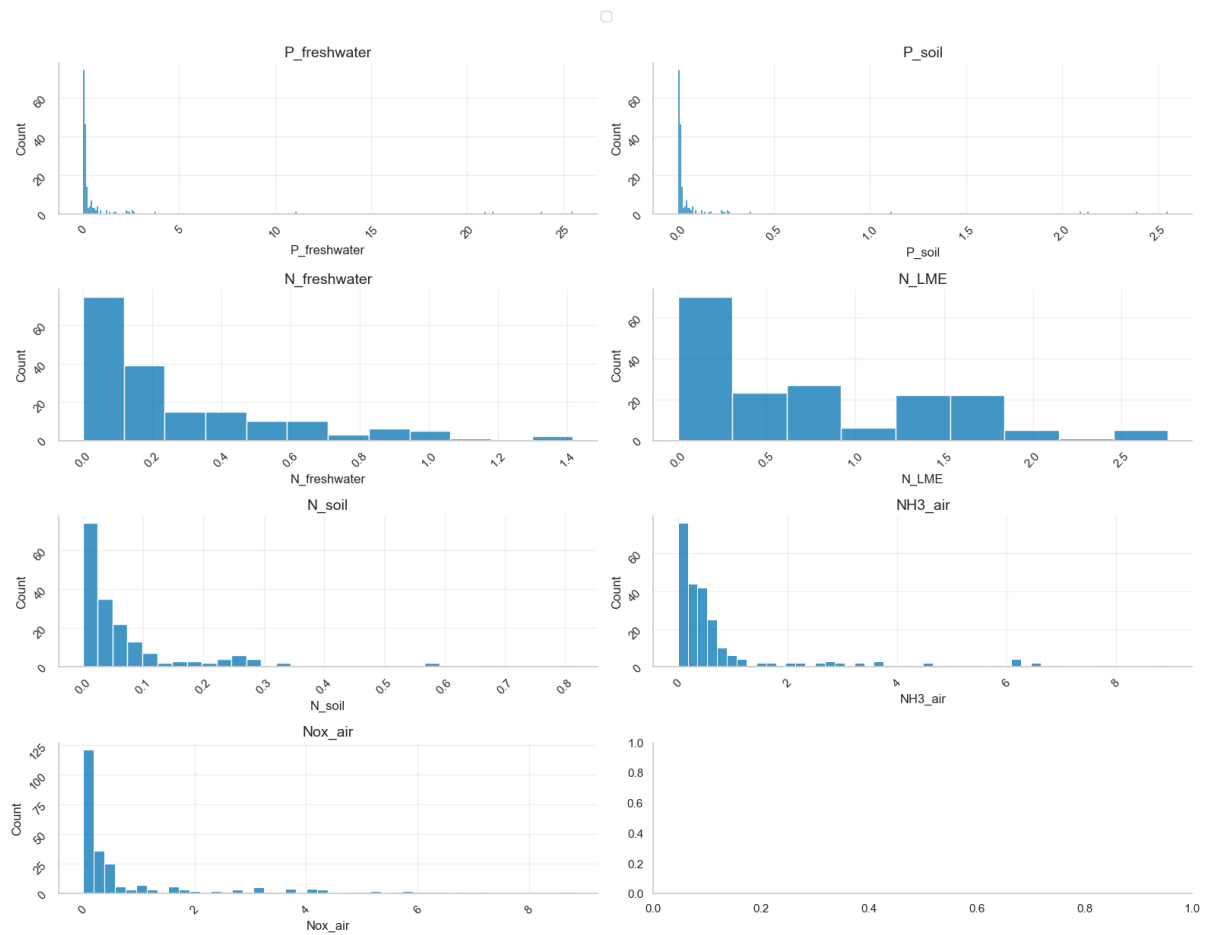 P_freshwater
Count
0 20 40 60
0 5 10 15 20 25
P_freshwater
P_soil
Count
0 20 40 60
0.0 0.5 1.0 1.5 2.0 2.5
P_soil
N_freshwater
Count
0 20 40 60
0.0 0.2 0.4 0.6 0.8 1.0 1.2 1.4
N_freshwater
N_LME
Count
0 20 40 60
0.0 0.5 1.0 1.5 2.0 2.5
N_LME
N_soil
Count
0 20 40 60
0.0 0.1 0.2 0.3 0.4 0.5 0.6 0.7 0.8
N_soil
NH3_air
Count
0 20 40 60
0 2 4 6 8
NH3_air
Nox_air
Count
0 25 50 75 100 125
0 2 4 6 8
Nox_air
1.0
0.8
0.6
0.4
0.2
0.0
0.0 0.2 0.4 0.6 0.8 1.0